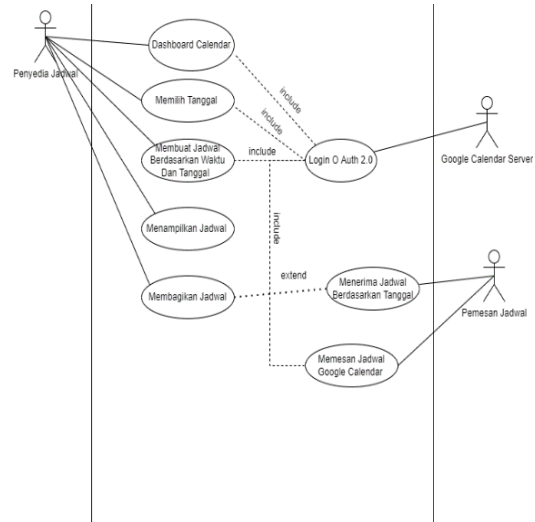 Dashboard Calendar
Penyedia Jadwal
include
Memilih Tanggal
include
Membuat Jadwal
Berdasarkan Waktu
Dan Tanggal
include
Login O Auth 2.0
Google Calendar Server
include
Menampilkan Jadwal
Membagikan Jadwal
extend
Menerima Jadwal
Berdasarkan Tanggal
Pemesan Jadwal
Memesan Jadwal
Google Calendar